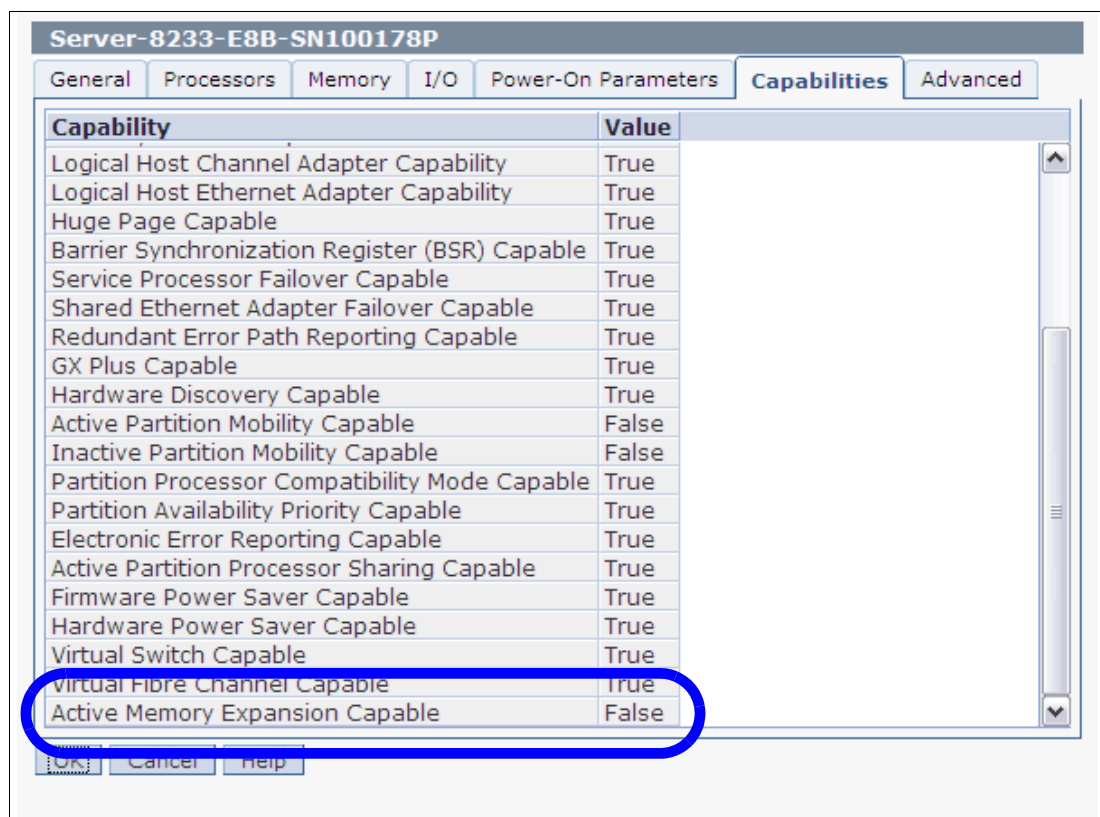 Server-8233-E8B-SN100178P
General Processors Memory I/O Power-On Parameters Capabilities Advanced
Capability Value
Logical Host Channel Adapter Capability True
Logical Host Ethernet Adapter Capability True
Huge Page Capable True
Barrier Synchronization Register (BSR) Capable True
Service Processor Failover Capable True
Shared Ethernet Adapter Failover Capable True
Redundant Error Path Reporting Capable True
GX Plus Capable True
Hardware Discovery Capable True
Active Partition Mobility Capable False
Inactive Partition Mobility Capable False
Partition Processor Compatibility Mode Capable True
Partition Availability Priority Capable True
Electronic Error Reporting Capable True
Active Partition Processor Sharing Capable True
Firmware Power Saver Capable True
Hardware Power Saver Capable True
Virtual Switch Capable True
Virtual Fibre Channel Capable True
Active Memory Expansion Capable False
OK Cancel Help